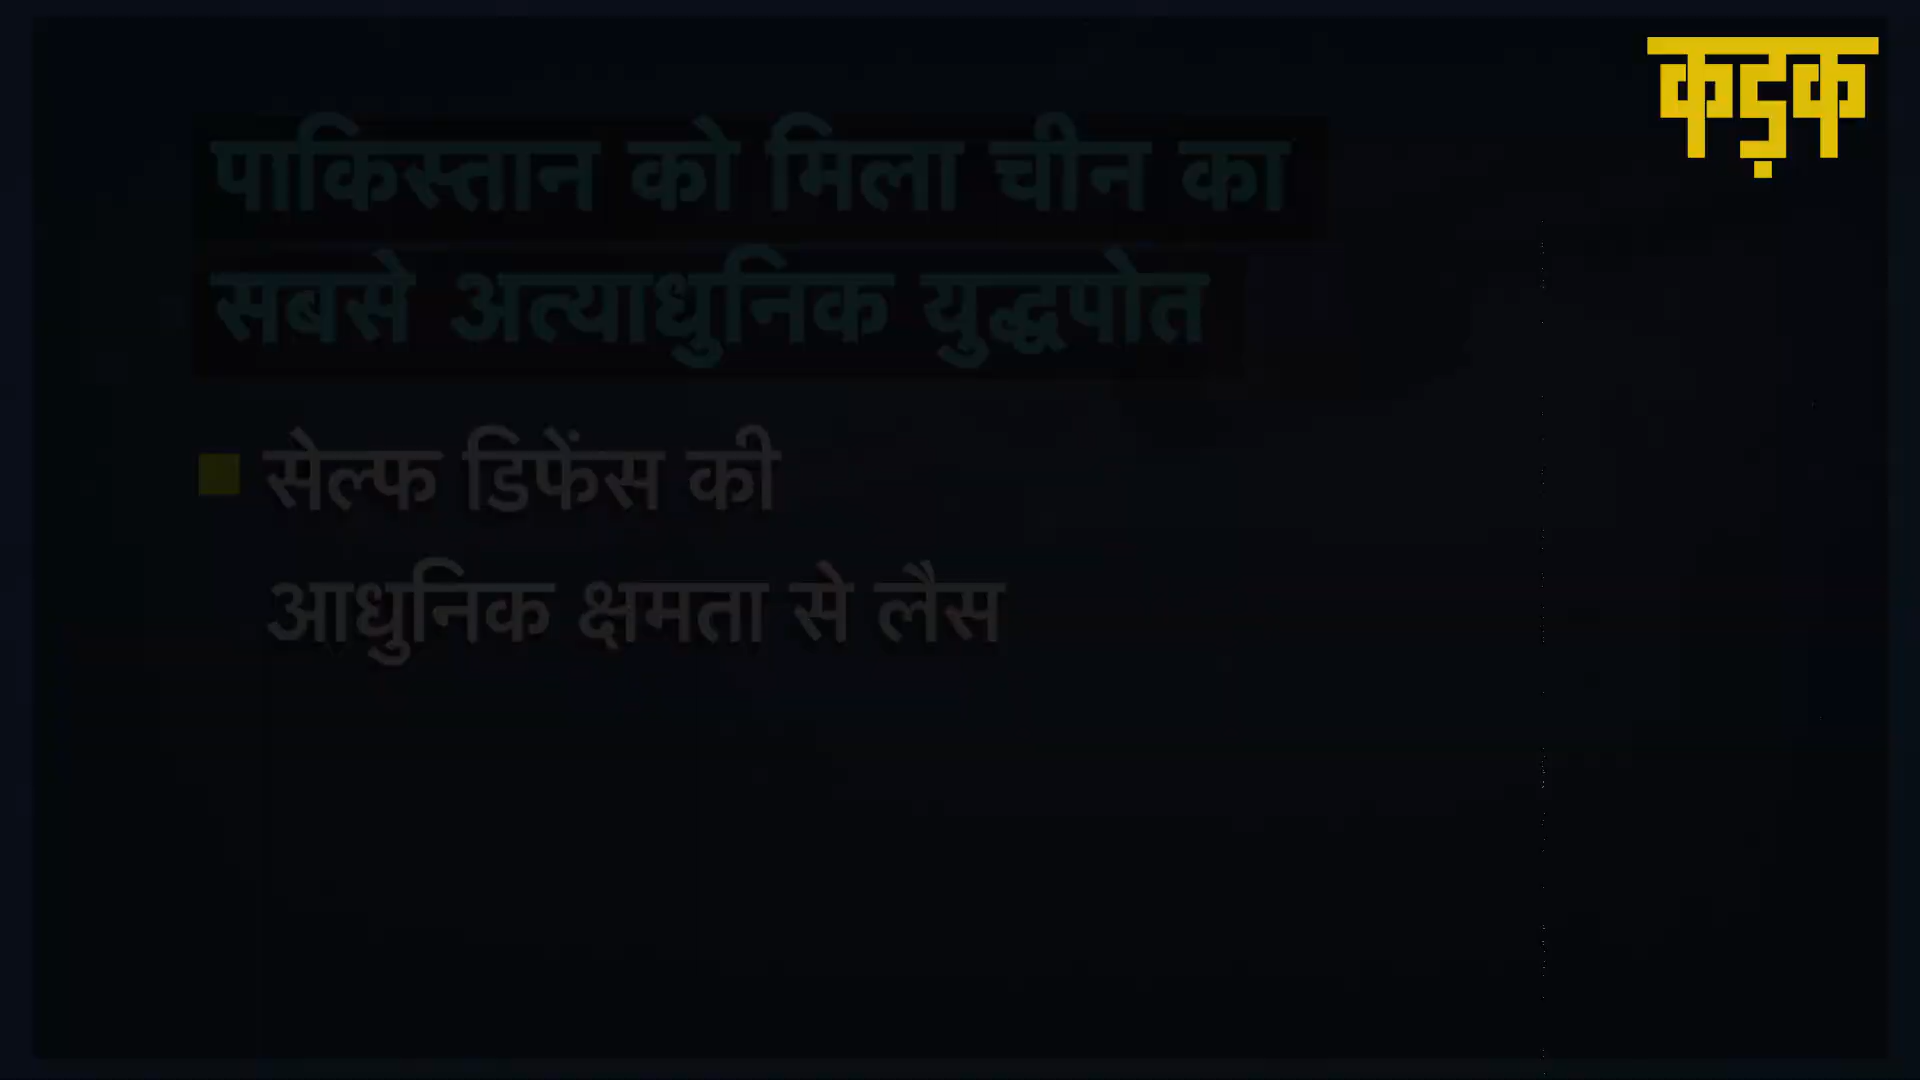 कड़क
पाकिस्तान को मिला चीन का
सबसे अत्याधुनिक युद्धपोत
सेल्फ डिफेंस की
आधुनिक क्षमता से लैस